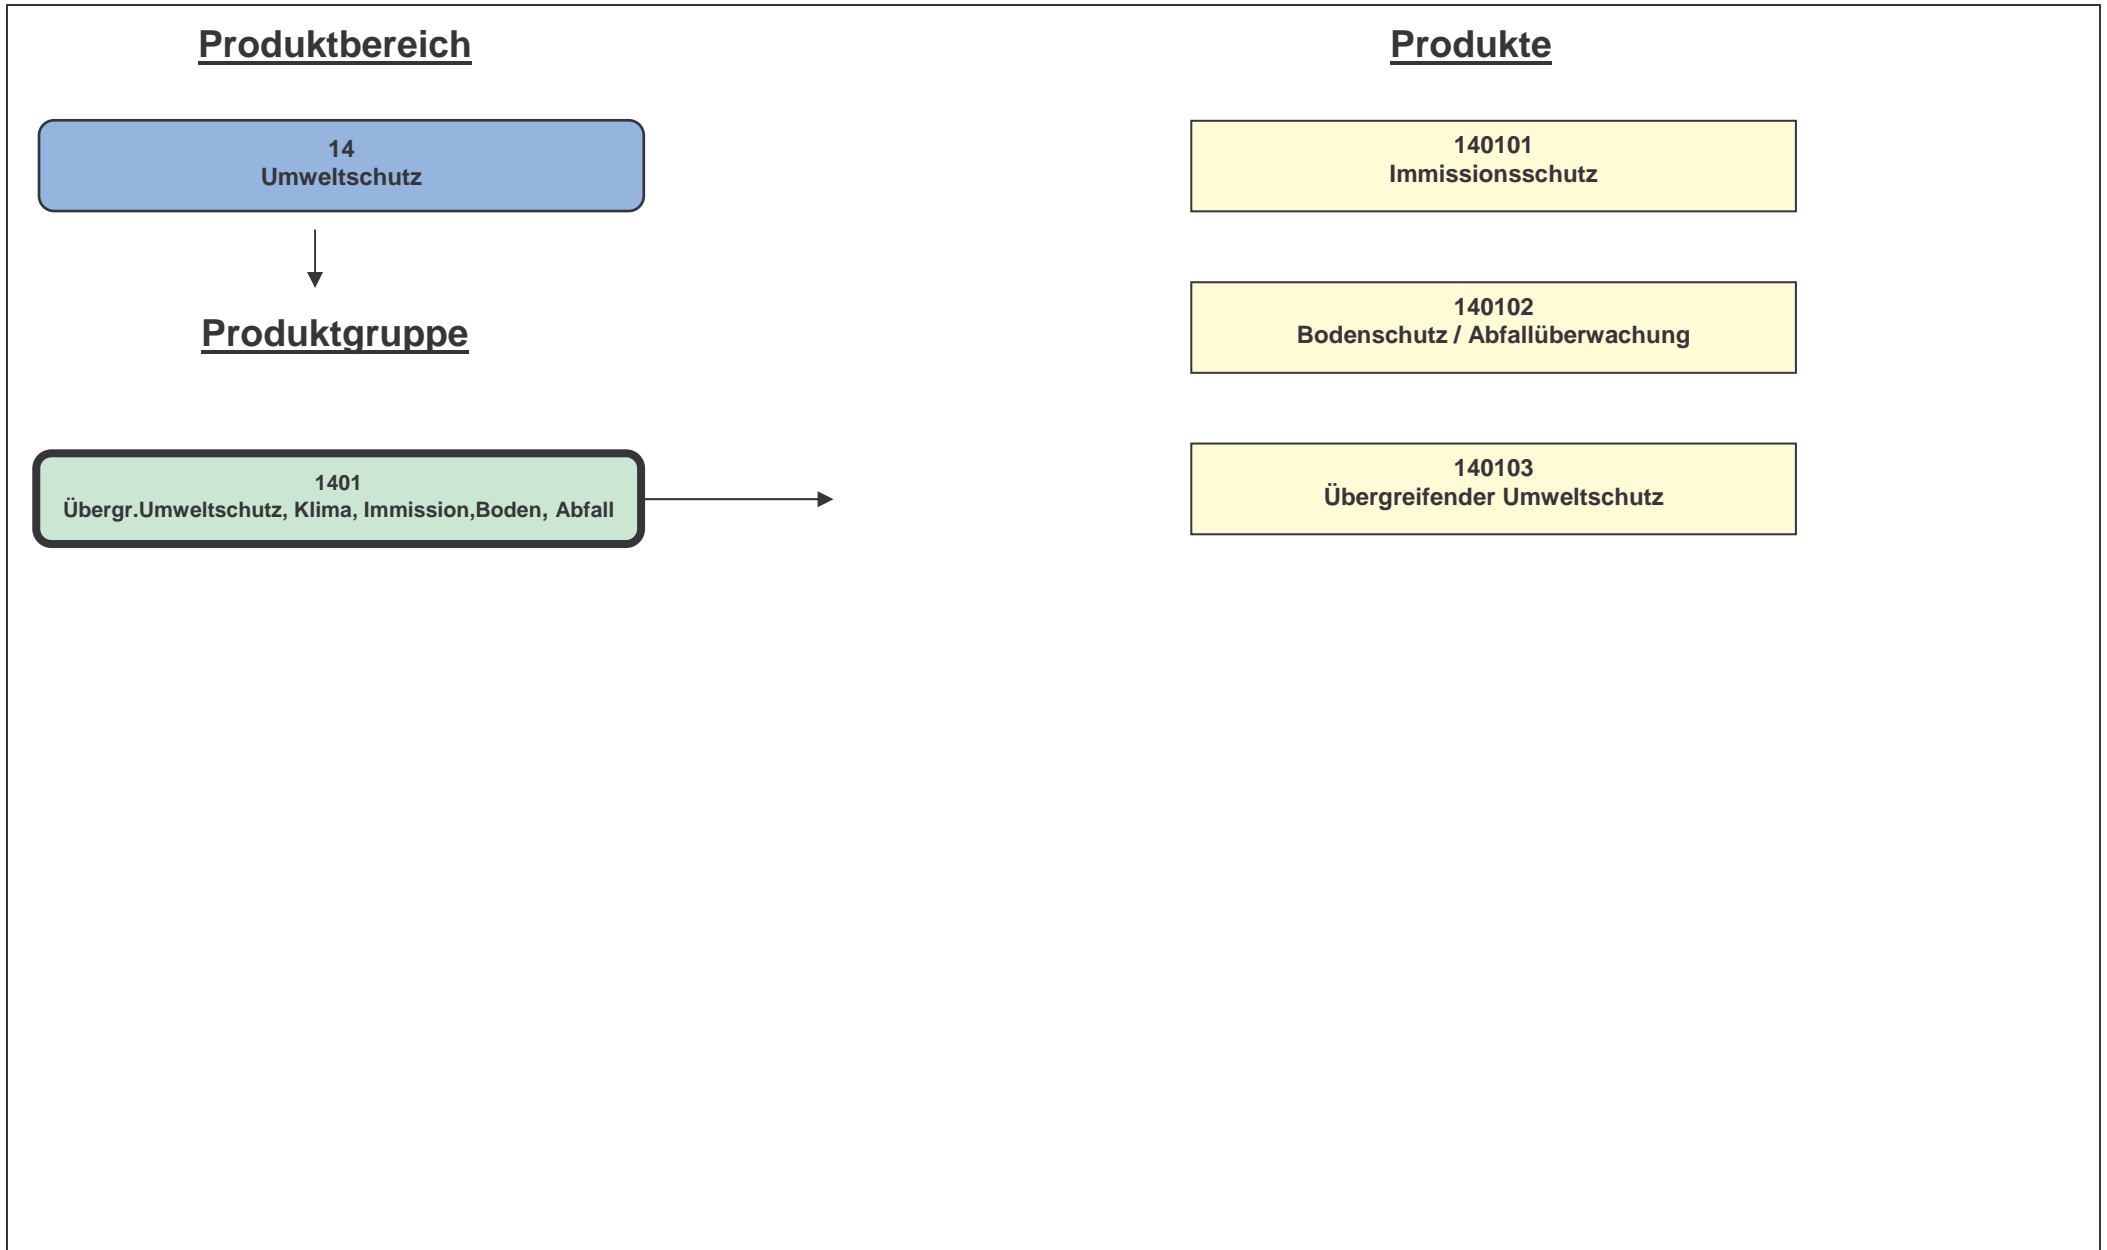 Produktbereich
14
Umweltschutz
Produktgruppe
1401
Übergr.Umweltschutz, Klima, Immission,Boden, Abfall
Produkte
140101
Immissionsschutz
140102
Bodenschutz / Abfallüberwachung
140103
Übergreifender Umweltschutz